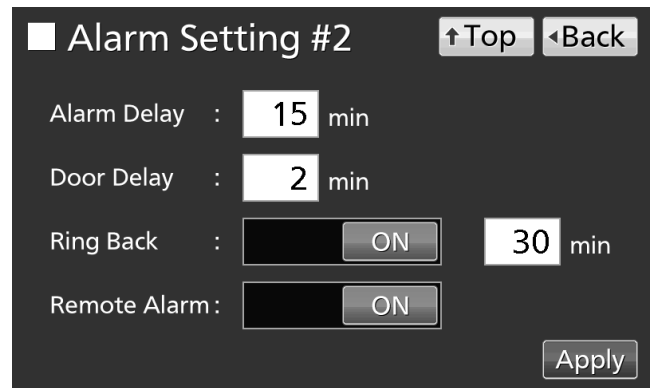 Alarm Setting #2 ↑Top ◂Back
Alarm Delay : 15 min
Door Delay : 2 min
Ring Back : ON 30 min
Remote Alarm: ON
Apply